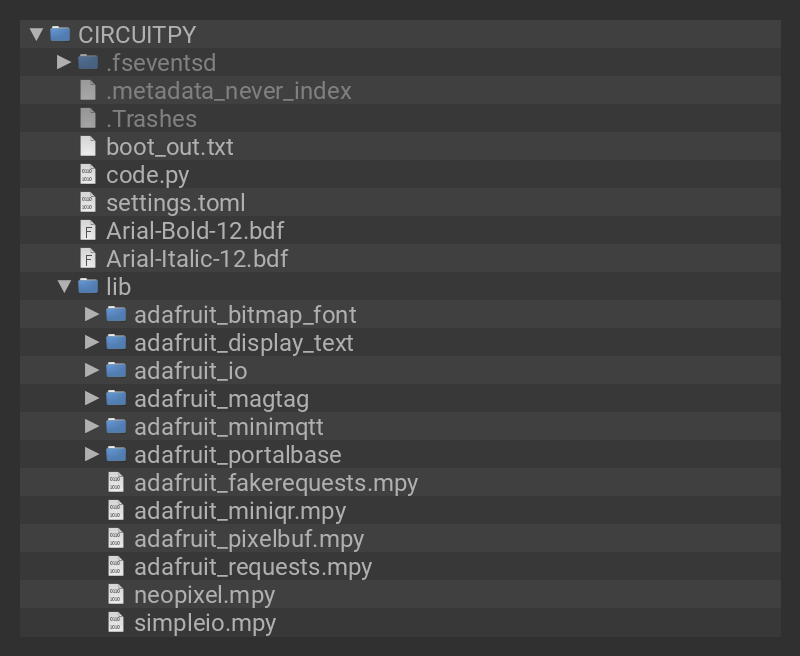 CIRCUITPY
.fseventsd
.metadata_never_index
.Trashes
boot_out.txt
code.py
settings.toml
Arial-Bold-12.bdf
Arial-Italic-12.bdf
lib
adafruit_bitmap_font
adafruit_display_text
adafruit_io
adafruit_magtag
adafruit_minimqtt
adafruit_portalbase
adafruit_fakerequests.mpy
adafruit_miniqr.mpy
adafruit_pixelbuf.mpy
adafruit_requests.mpy
neopixel.mpy
simpleio.mpy